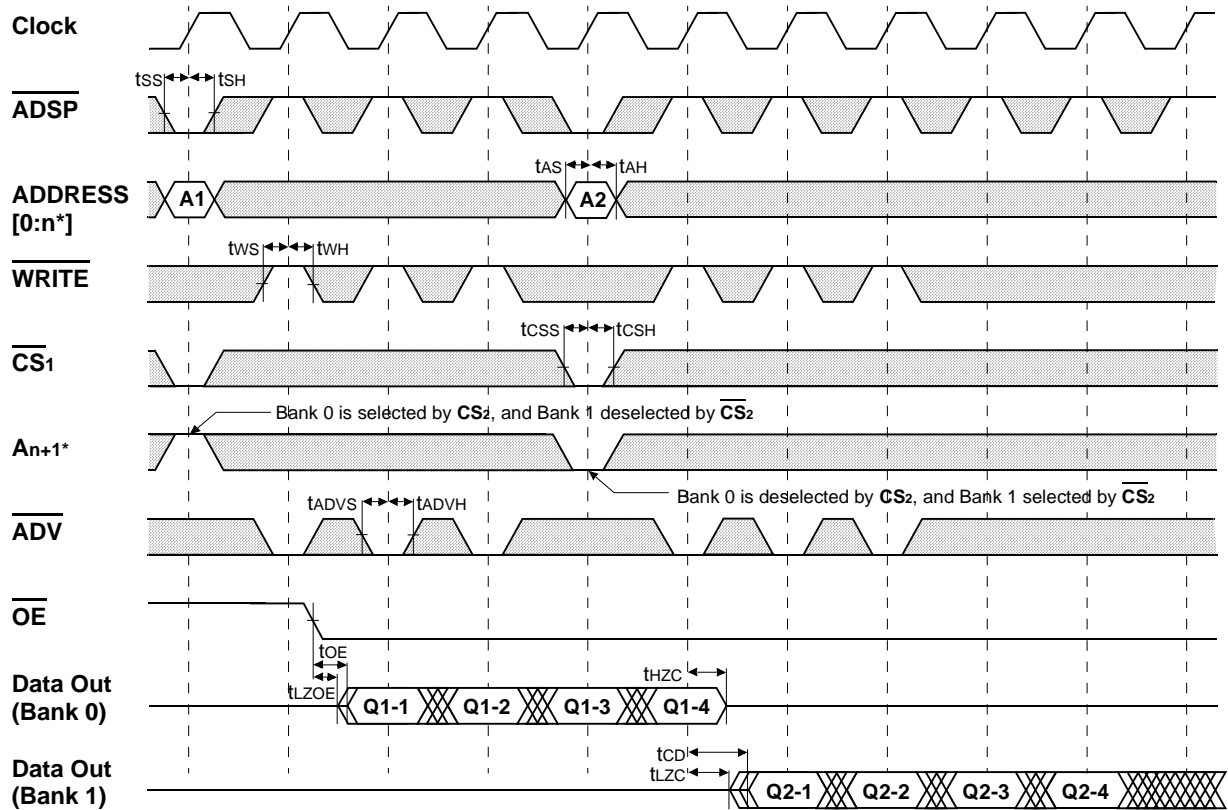 Clock
tSS tSH
ADSP
tAS tAH
ADDRESS
[0:n*]
A1 A2
tWS tWH
WRITE
tCSS tCSH
CS1
Bank 0 is selected by CS2, and Bank 1 deselected by CS2
An+1*
Bank 0 is deselected by CS2, and Bank 1 selected by CS2
tADVS tADVH
ADV
OE
tOE
Data Out
(Bank 0)
tHZC
tLZOE
Q1-1 Q1-2 Q1-3 Q1-4
tCD
Data Out
(Bank 1)
tLZC
Q2-1 Q2-2 Q2-3 Q2-4